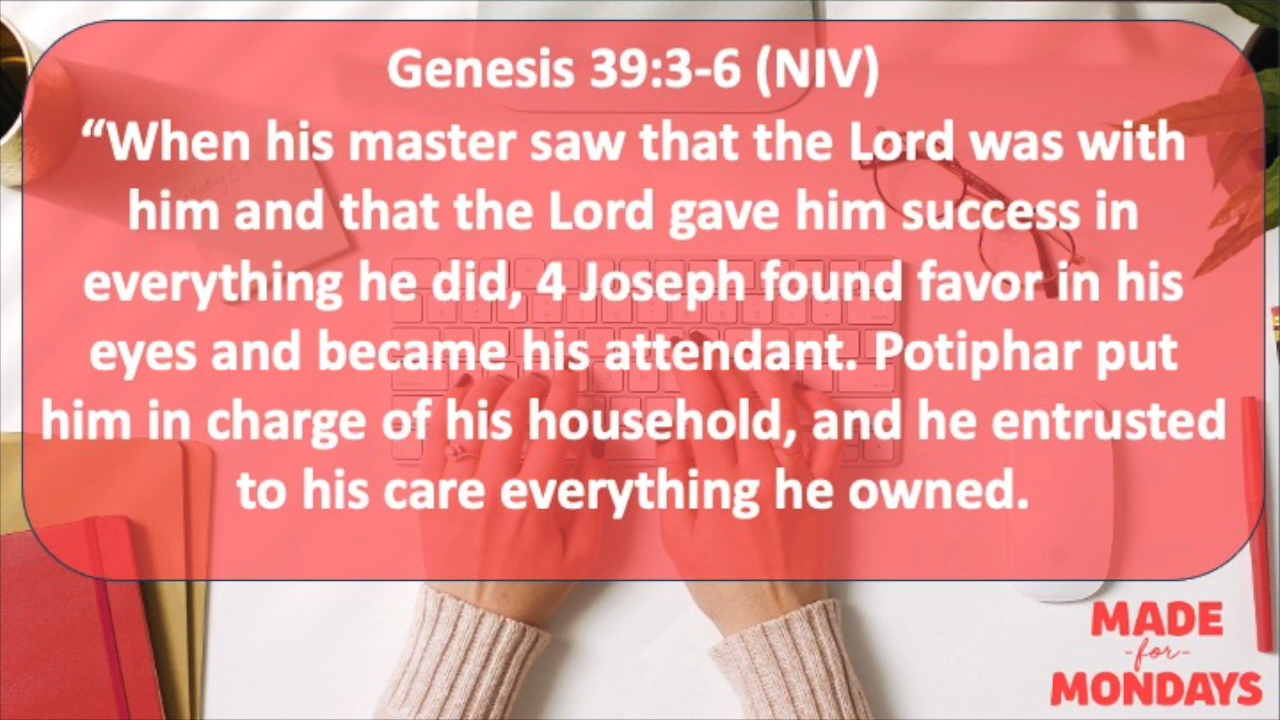 Genesis 39:3-6 (NIV)
“When his master saw that the Lord was with
him and that the Lord gave him success in
everything he did, 4 Joseph found favor in his
eyes and became his attendant. Potiphar put
him in charge of his household, and he entrusted
to his care everything he owned.
MADE
-for-
MONDAYS